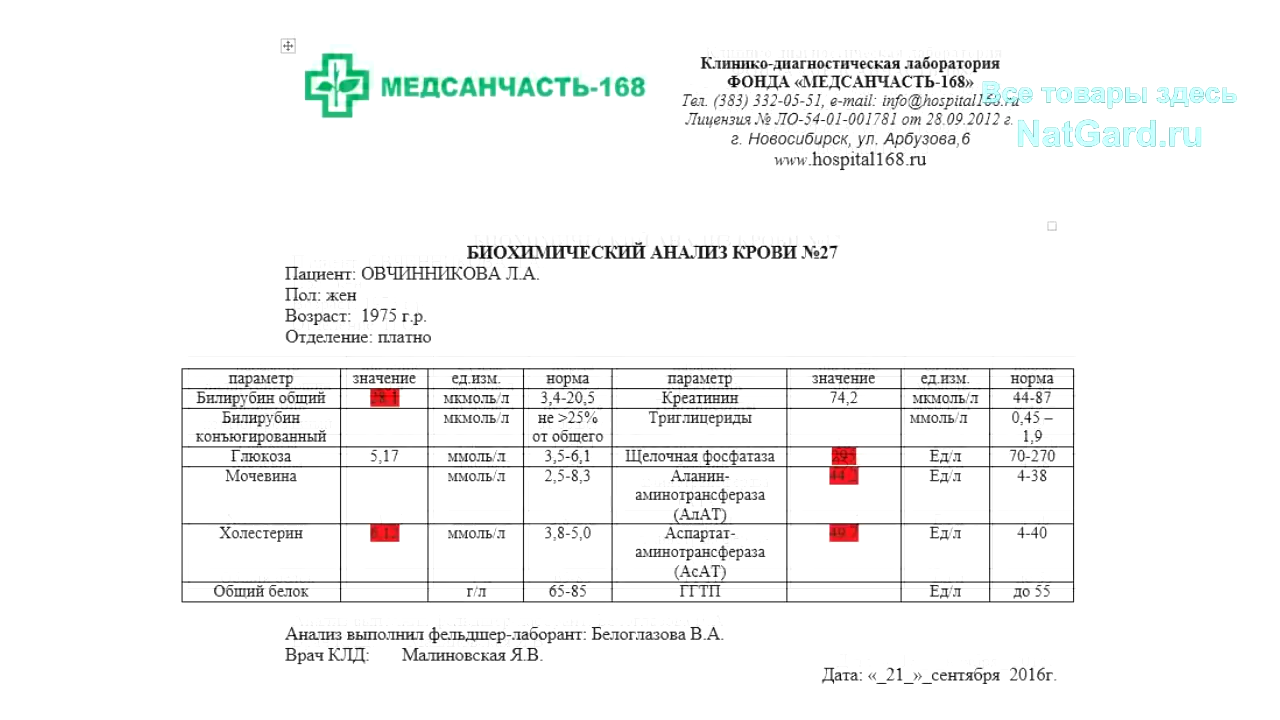 МЕДСАНЧАСТЬ-168
Клинико-диагностическая лаборатория
ФОНДА «МЕДСАНЧАСТЬ-168»
Тел. (383) 332-05-51, e-mail: info@hospital168.ru
Лицензия № ЛО-54-01-001781 от 28.09.2012 г.
г. Новосибирск, ул. Арбузова,6
www.hospital168.ru
Все товары здесь
NatGard.ru
БИОХИМИЧЕСКИЙ АНАЛИЗ КРОВИ №27
Пациент: ОВЧИННИКОВА Л.А.
Пол: жен
Возраст: 1975 г.р.
Отделение: платно
параметр значение ед.изм. норма параметр значение ед.изм. норма
Билирубин общий 28,1 мкмоль/л 3,4-20,5 Креатинин 74,2 мкмоль/л 44-87
Билирубин мкмоль/л не >25% Триглицериды ммоль/л 0,45 –
конъюгированный от общего 1,9
Глюкоза 5,17 ммоль/л 3,5-6,1 Щелочная фосфатаза Ед/л 70-270
Мочевина ммоль/л 2,5-8,3 Аланин- Ед/л 4-38
аминотрансфераза
(АлАТ)
Холестерин ммоль/л 3,8-5,0 Аспартат- Ед/л 4-40
аминотрансфераза
(АсАТ)
Общий белок г/л 65-85 ГГТП Ед/л до 55
Анализ выполнил фельдшер-лаборант: Белоглазова В.А.
Врач КЛД: Малиновская Я.В.
Дата: «_21_»_сентября 2016г.